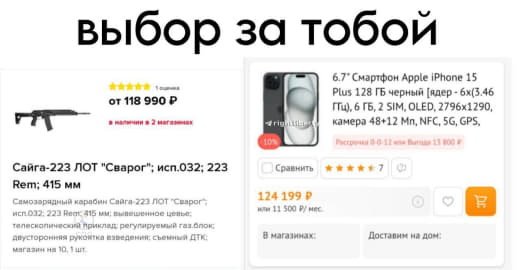 выбор за тобой
1 оценка
от 118 990 ₽
в наличии в 2 магазинах
Сайга-223 ЛОТ "Сварог"; исп.032; 223
Rem; 415 мм
Самозарядный карабин Сайга-223 ЛОТ "Сварог";
исп.032; 223 Rem; 415 мм; вывешенное цевье;
телескопический приклад; регулируемый газ.блок;
двусторонняя рукоятка взведения; съемный ДТК;
магазин на 10, 1 шт.
6.7" Смартфон Apple iPhone 15
Plus 128 ГБ черный [ядер - 6x(3.46
ГГц), 6 ГБ, 2 SIM, OLED, 2796x1290,
камера 48+12 Мп, NFC, 5G, GPS,
-10%
Рассрочка 0-0-12 или Выгода 13 800 ₽
Сравнить
7
124 199 ₽
или 11 500 ₽/ мес.
В магазинах:
Доставим на дом: